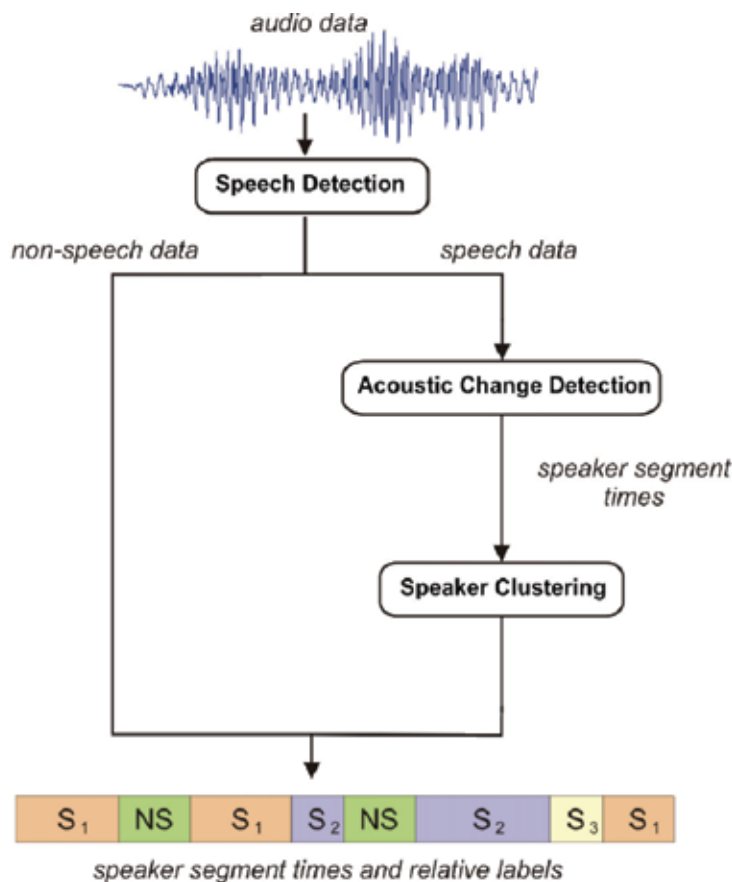 audio data
Speech Detection
non-speech data
speech data
Acoustic Change Detection
speaker segment
times
Speaker Clustering
S1 NS S1 S2 NS S2 S3 S1
speaker segment times and relative labels